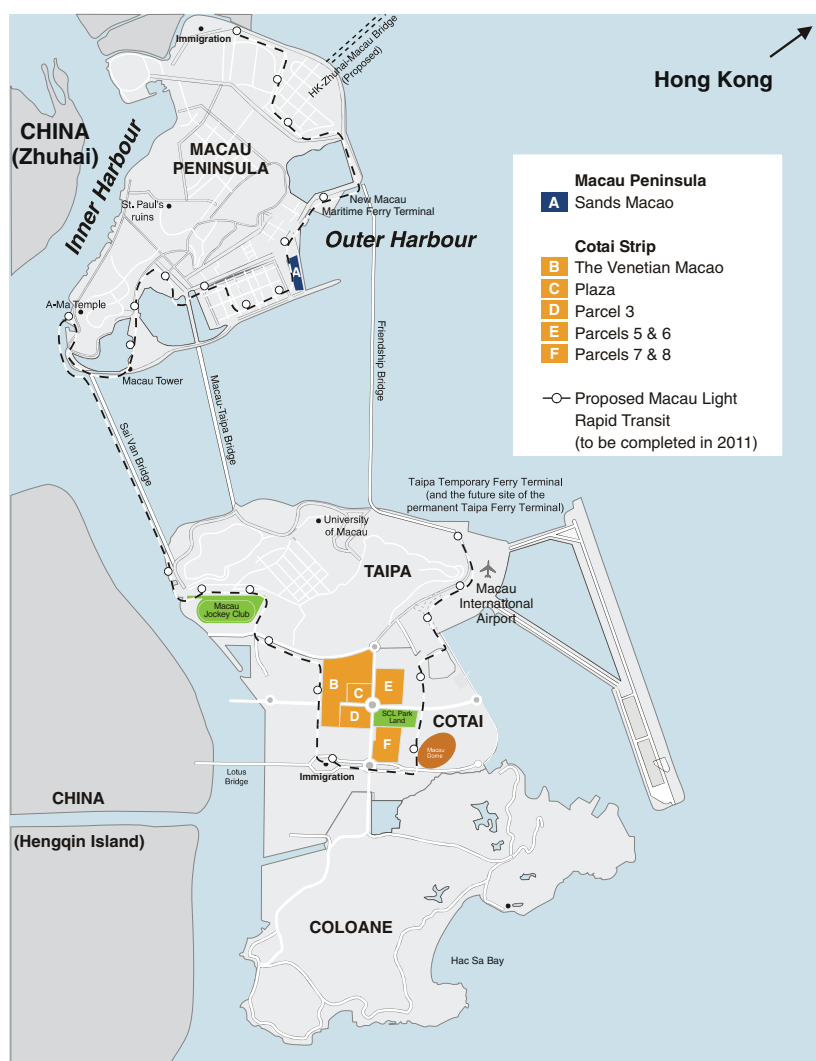 Immigration
HK-Zhuhai-Macau Bridge
(Proposed)
Hong Kong
CHINA
(Zhuhai)
Inner Harbour
MACAU
PENINSULA
St. Paul's
ruins
New Macau
Maritime Ferry Terminal
Outer Harbour
A
A-Ma Temple
Macau Tower
Sai Van Bridge
Macau-Taipa Bridge
Friendship Bridge
Macau Peninsula
A Sands Macao
Cotai Strip
B The Venetian Macao
C Plaza
D Parcel 3
E Parcels 5 & 6
F Parcels 7 & 8
Proposed Macau Light
Rapid Transit
(to be completed in 2011)
Taipa Temporary Ferry Terminal
(and the future site of the
permanent Taipa Ferry Terminal)
University
of Macau
TAIPA
Macau
International
Airport
Macau
Jockey Club
B
C
E
D
SCL Park
Land
COTAI
F
Macau
Dome
Lotus
Bridge
Immigration
CHINA
(Hengqin Island)
COLOANE
Hac Sa Bay